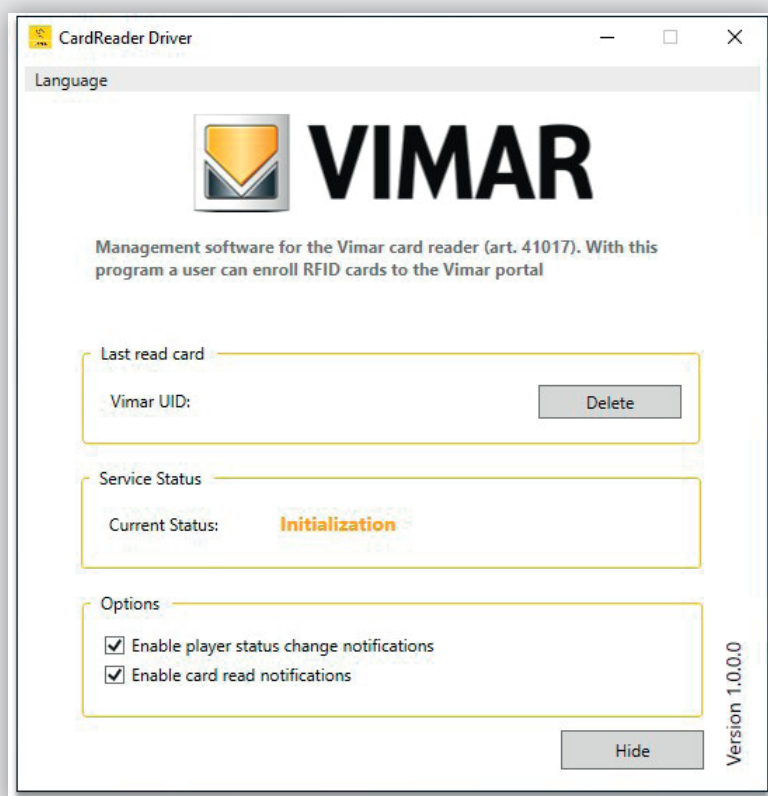 CardReader Driver
Language
VIMAR
Management software for the Vimar card reader (art. 41017). With this
program a user can enroll RFID cards to the Vimar portal
Last read card
Vimar UID:
Delete
Service Status
Current Status: Initialization
Options
Enable player status change notifications
Enable card read notifications
Version 1.0.0.0
Hide